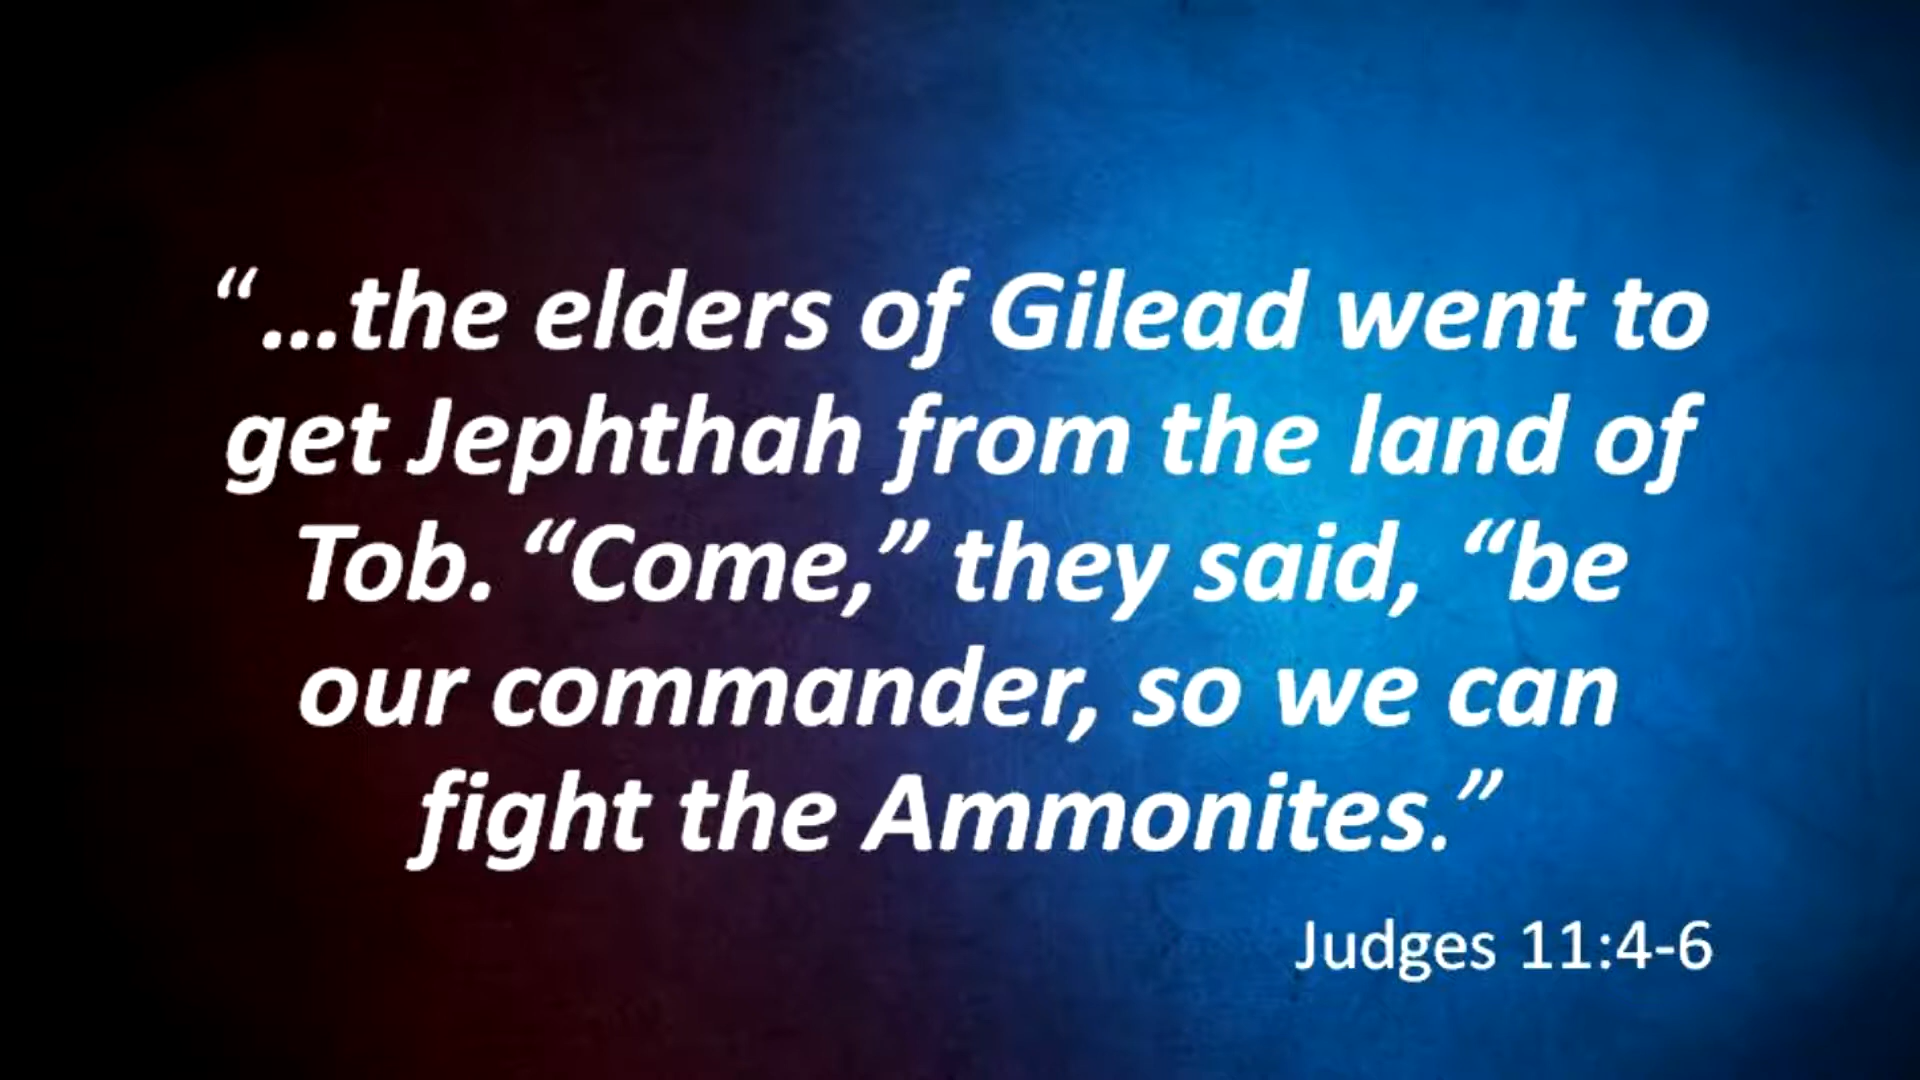 “…the elders of Gilead went to
get Jephthah from the land of
Tob. “Come,” they said, “be
our commander, so we can
fight the Ammonites.”
Judges 11:4-6